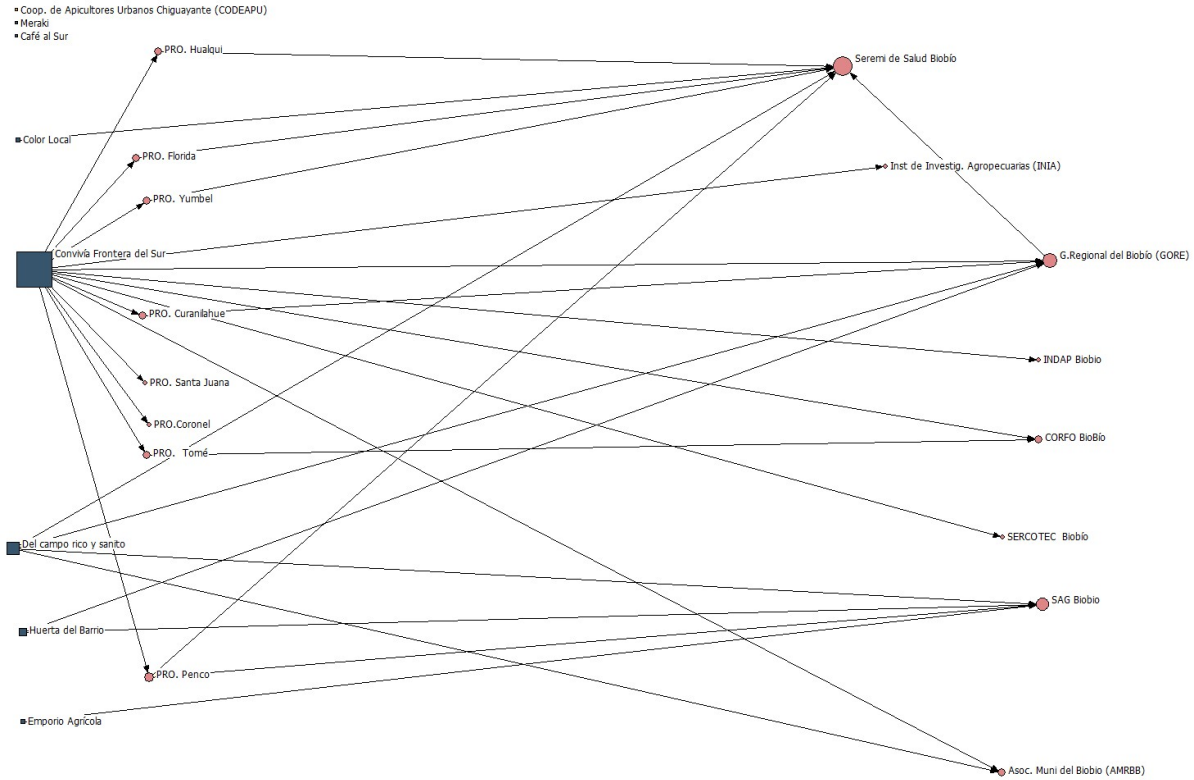 Coop. de Apicultores Urbanos Chiguayante (CODEAPU)
Meraki
Café al Sur
PRO. Hualqui
Seremi de Salud Biobío
Color Local
PRO. Florida
Inst de Investig. Agropecuarias (INIA)
PRO. Yumbel
Convivía Frontera del Sur
G.Regional del Biobío (GORE)
PRO. Curanilahue
INDAP Biobio
PRO. Santa Juana
PRO.Coronel
CORFO BioBío
PRO. Tomé
SERCOTEC Biobío
Del campo rico y sanito
SAG Biobio
Huerta del Barrio
PRO. Penco
Emporio Agrícola
Asoc. Muni del Biobio (AMRBB)